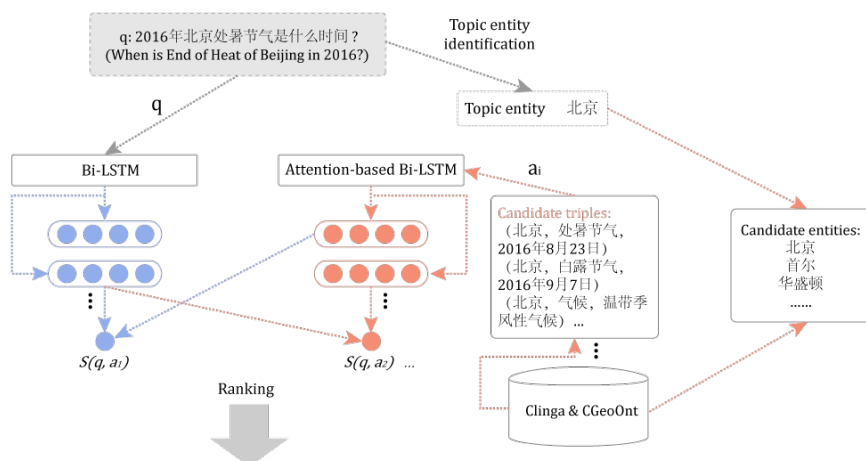 q: 2016年北京处暑节气是什么时间？
(When is End of Heat of Beijing in 2016?)
Topic entity
identification
q
Topic entity 北京
Bi-LSTM
Attention-based Bi-LSTM
ai
Candidate triples:
（北京，处暑节气，
2016年8月23日）
（北京，白露节气，
2016年9月7日）
（北京，气候，温带季
风性气候）...
Candidate entities:
北京
首尔
华盛顿
......
S(q, a1)
S(q, a2) ...
Ranking
Clinga & CGeoOnt